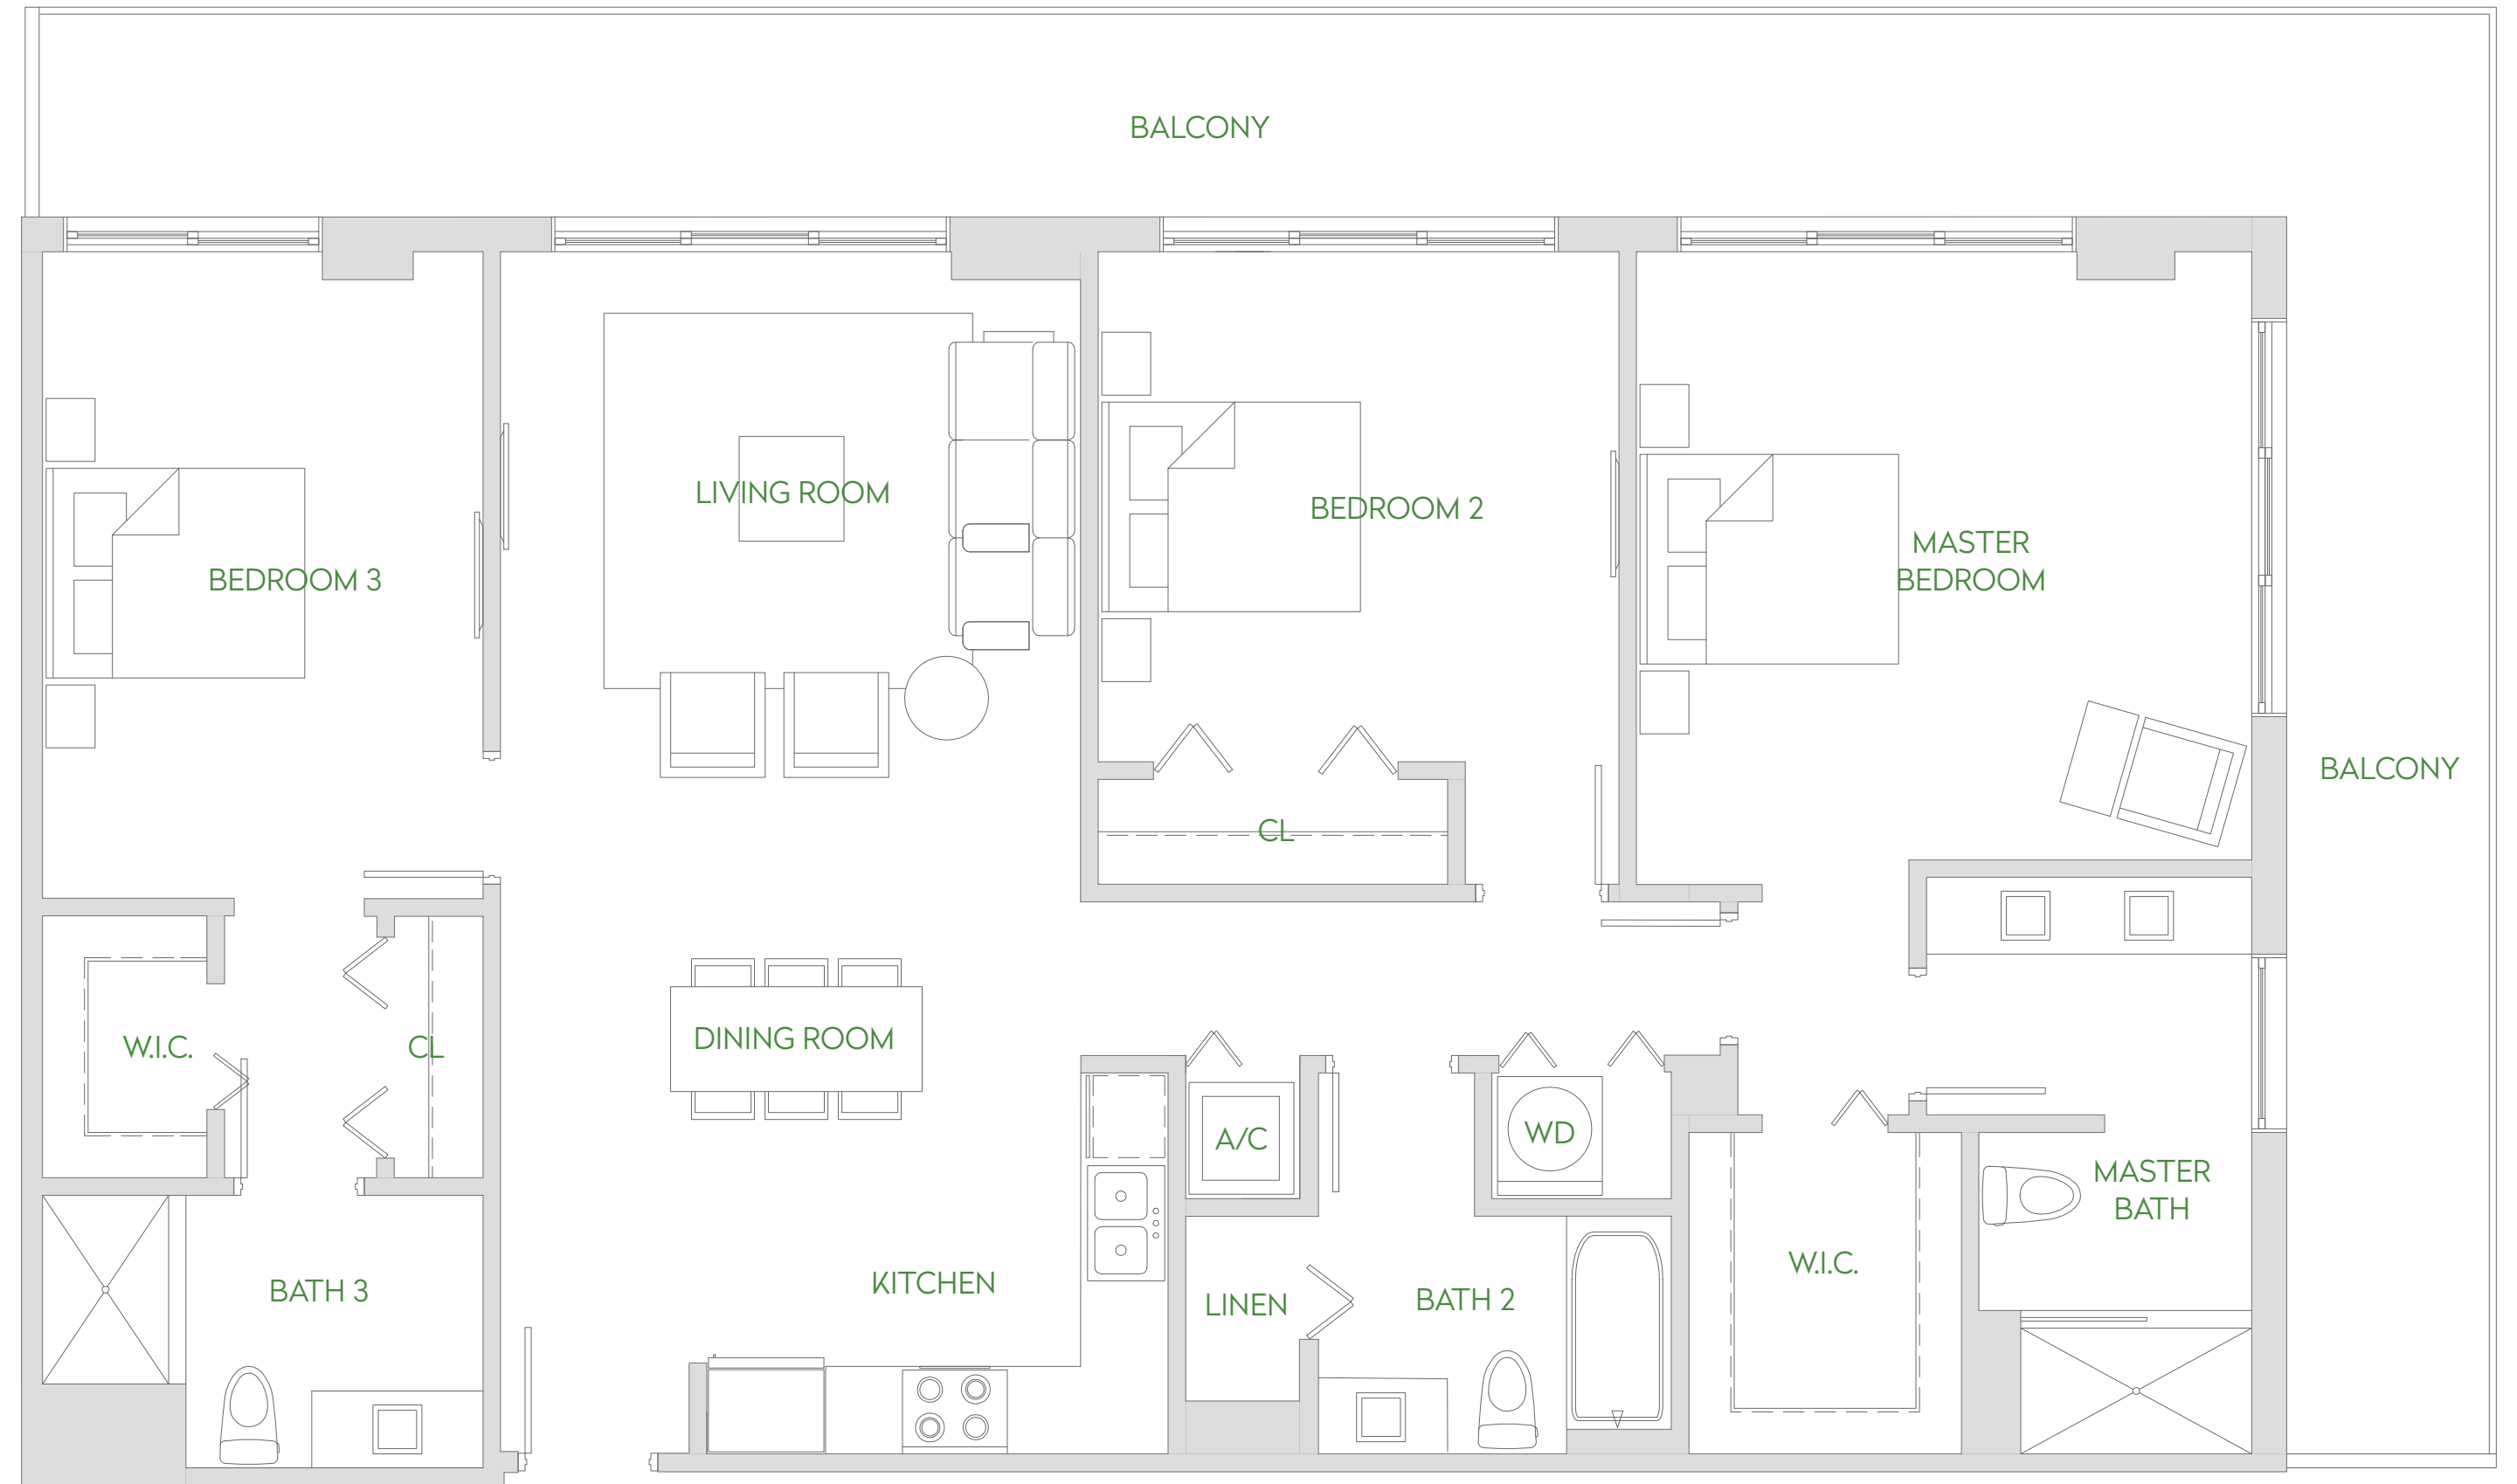 BALCONY
LIVING ROOM
BEDROOM 2
MASTER
BEDROOM
BEDROOM 3
BALCONY
CL
DINING ROOM
W.I.C.
CL
A/C
WD
MASTER
BATH
W.I.C.
KITCHEN
BATH 3
LINEN
BATH 2